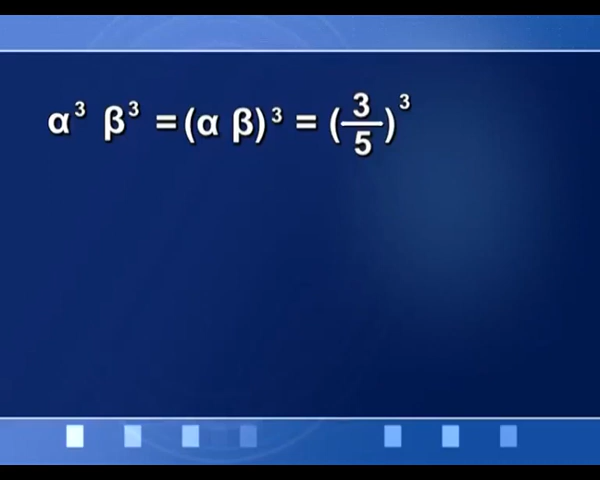 α³ β³ = (α β)³ = (3/5)³